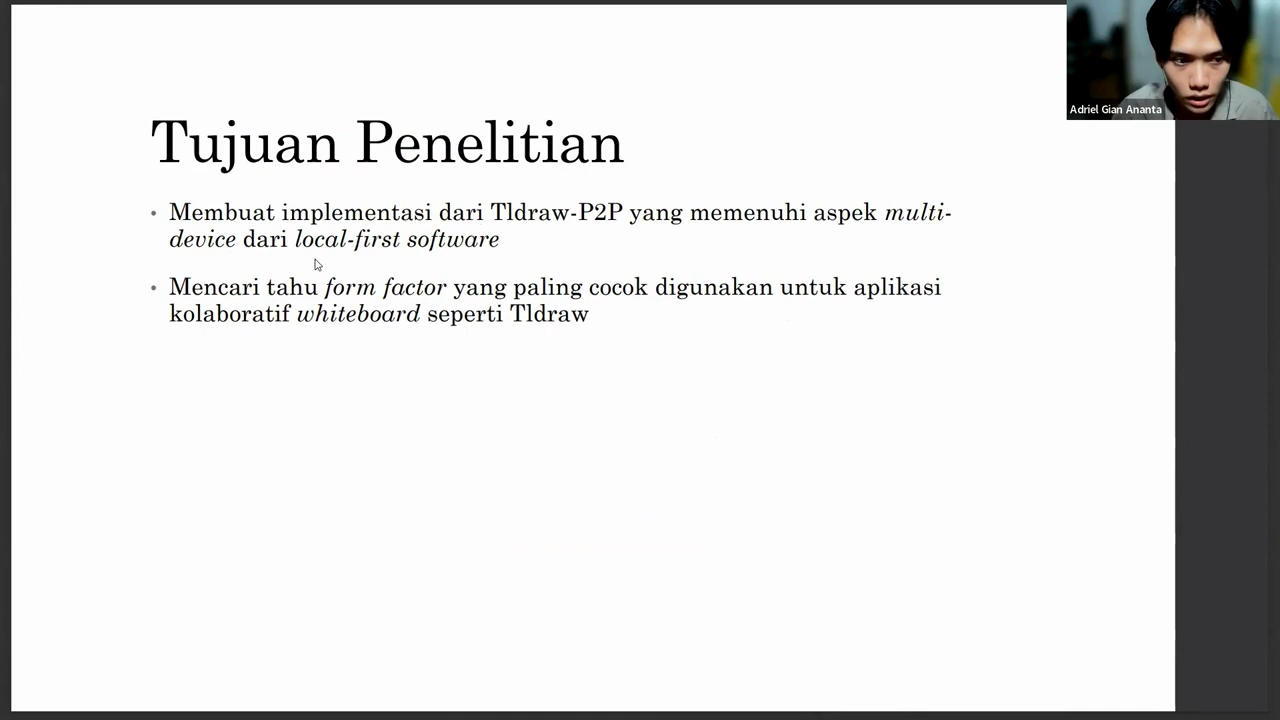 Adriel Gian Ananta
Tujuan Penelitian
• Membuat implementasi dari Tldraw-P2P yang memenuhi aspek multi-
device dari local-first software
• Mencari tahu form factor yang paling cocok digunakan untuk aplikasi
kolaboratif whiteboard seperti Tldraw